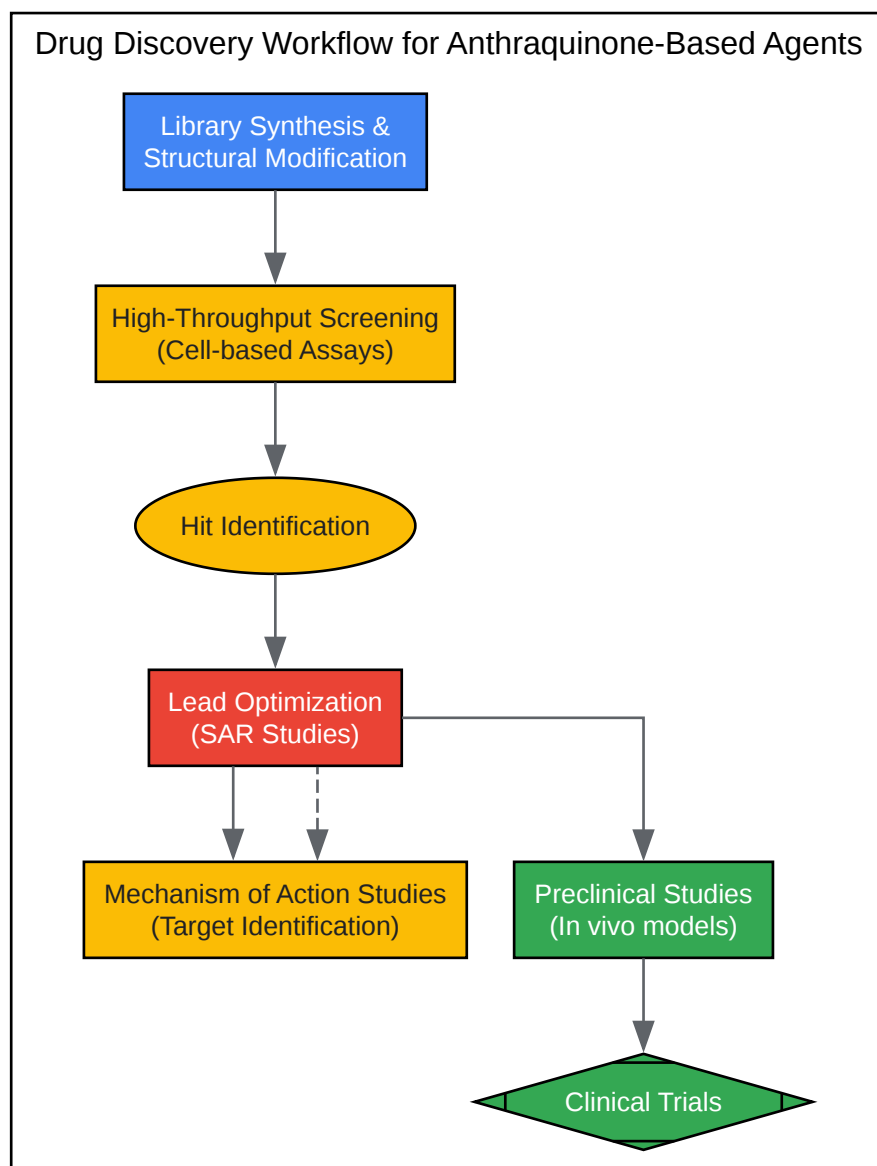 Drug Discovery Workflow for Anthraquinone-Based Agents
Library Synthesis &
Structural Modification
High-Throughput Screening
(Cell-based Assays)
Hit Identification
Lead Optimization
(SAR Studies)
Mechanism of Action Studies
(Target Identification)
Preclinical Studies
(In vivo models)
Clinical Trials